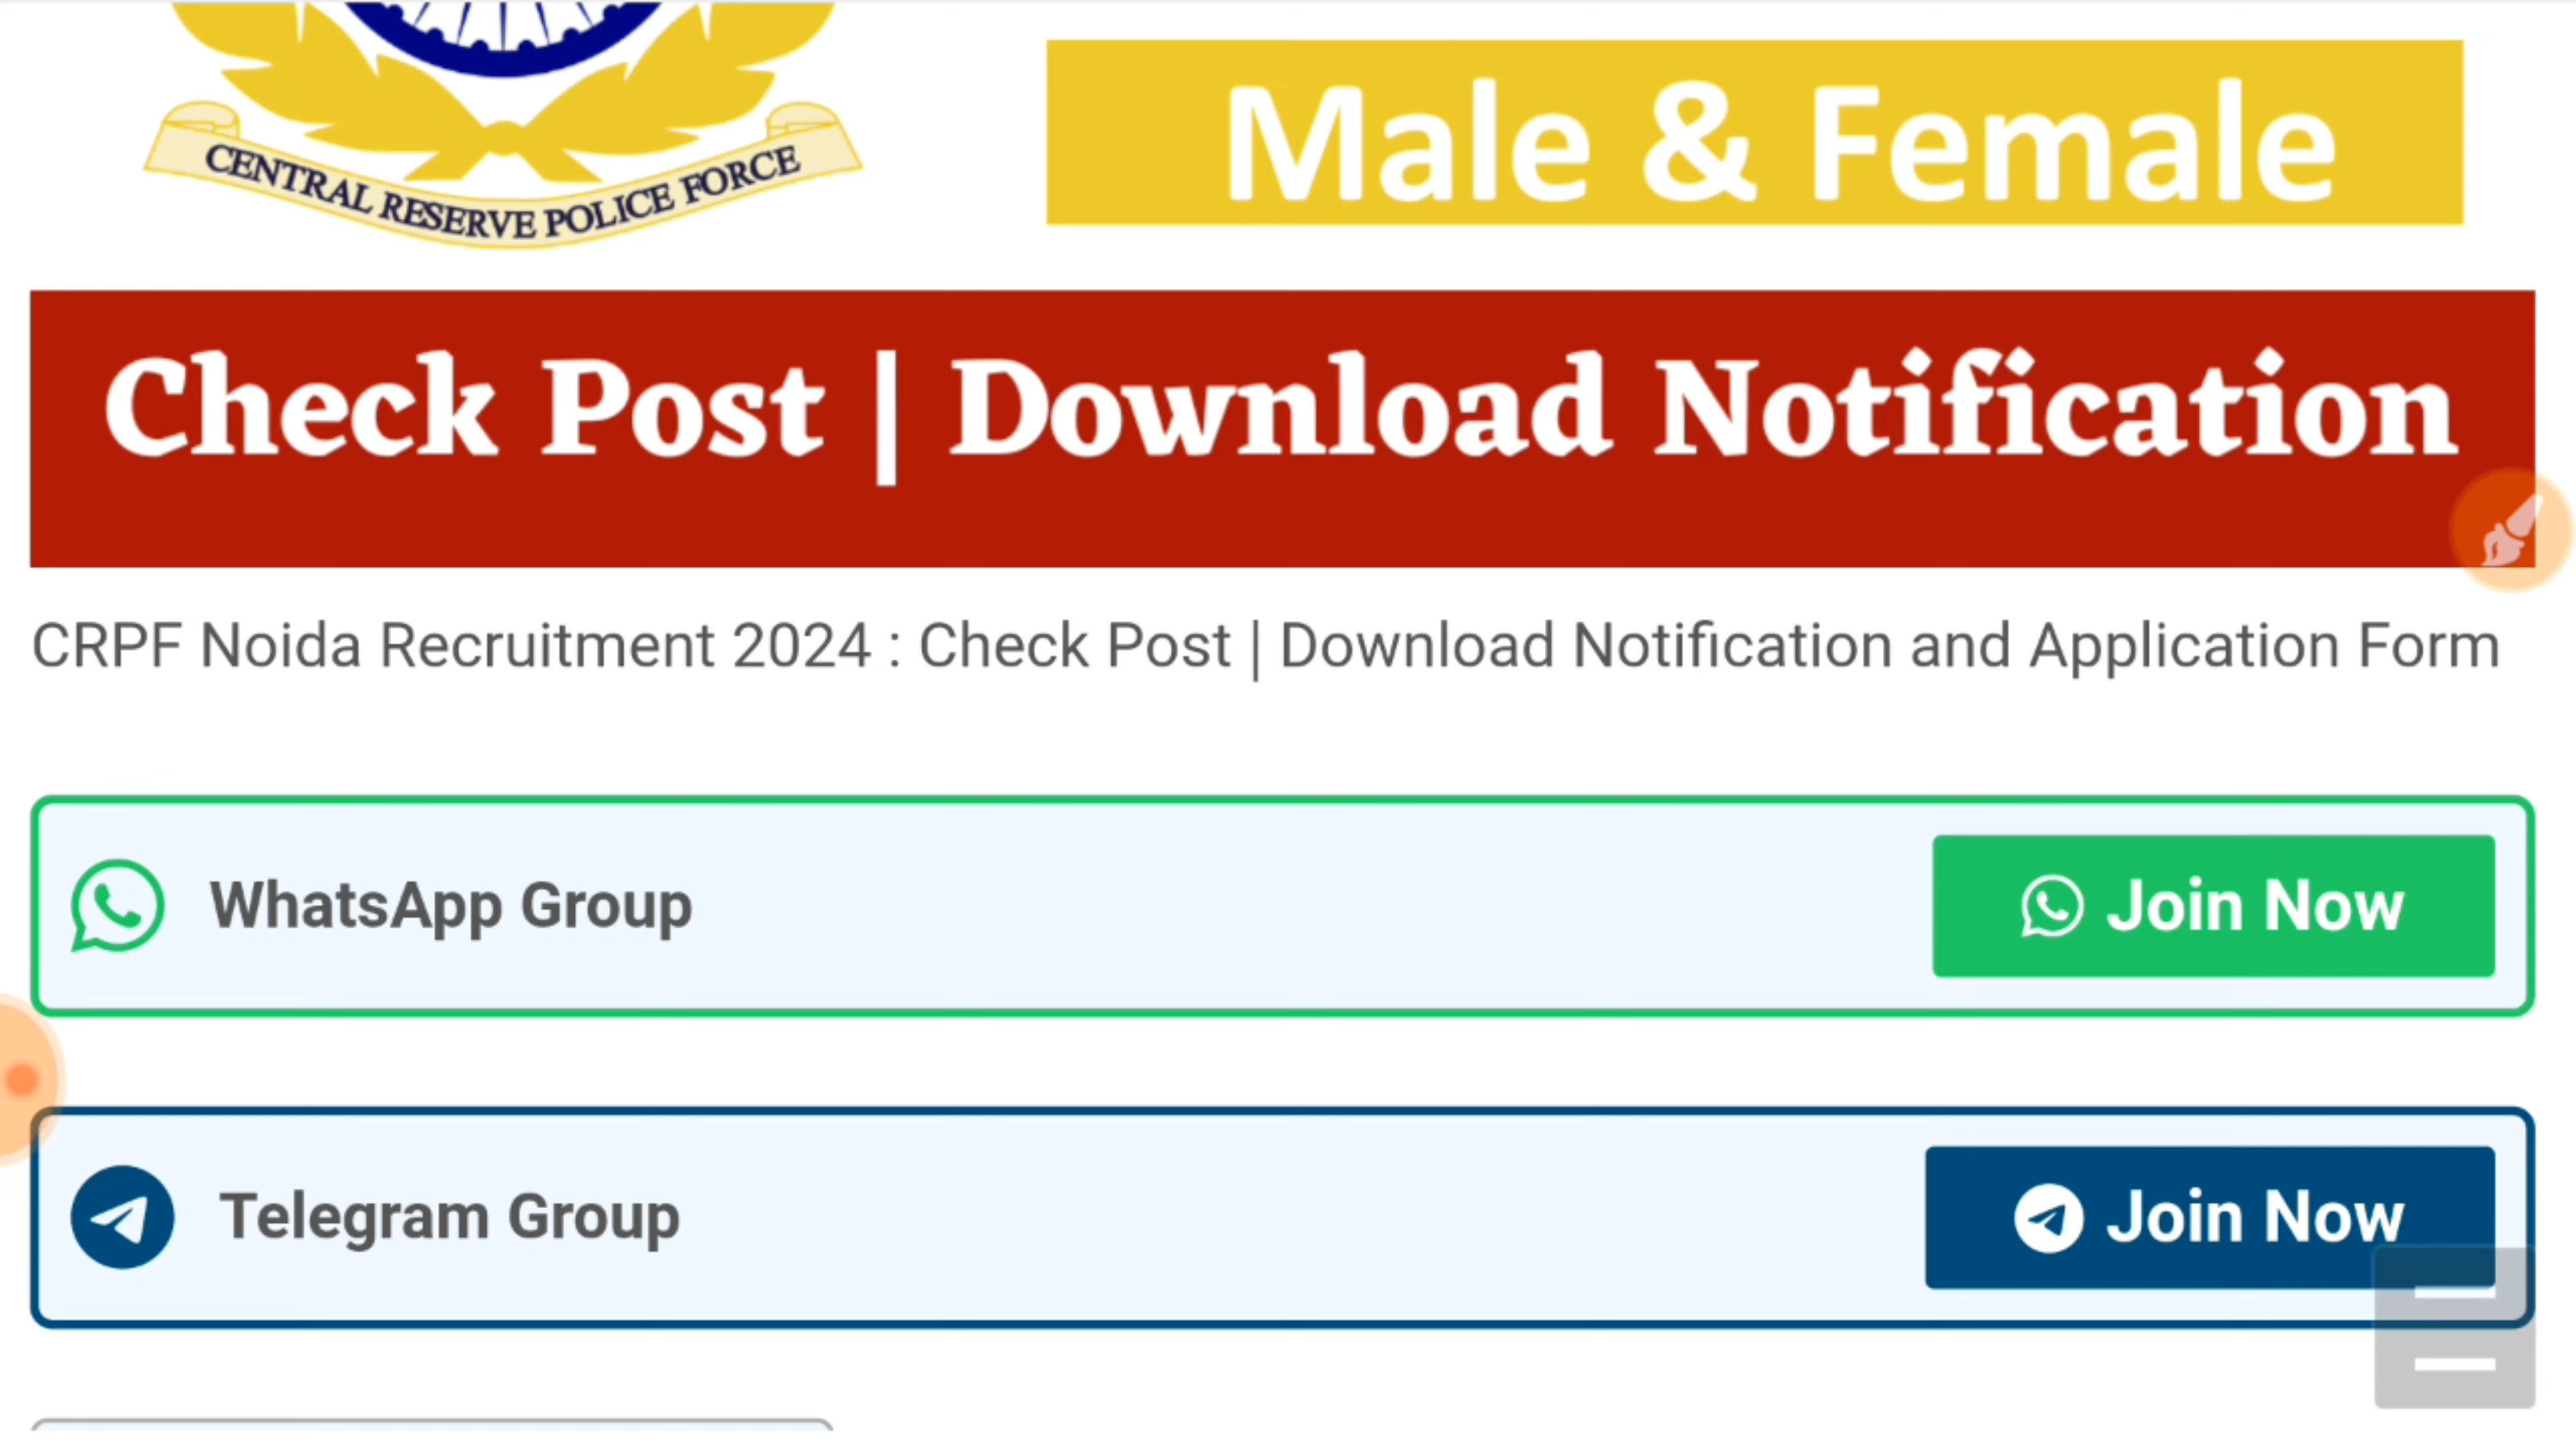 CENTRAL RESERVE POLICE FORCE
Male & Female
Check Post | Download Notification
CRPF Noida Recruitment 2024 : Check Post | Download Notification and Application Form
WhatsApp Group
Join Now
Telegram Group
Join Now